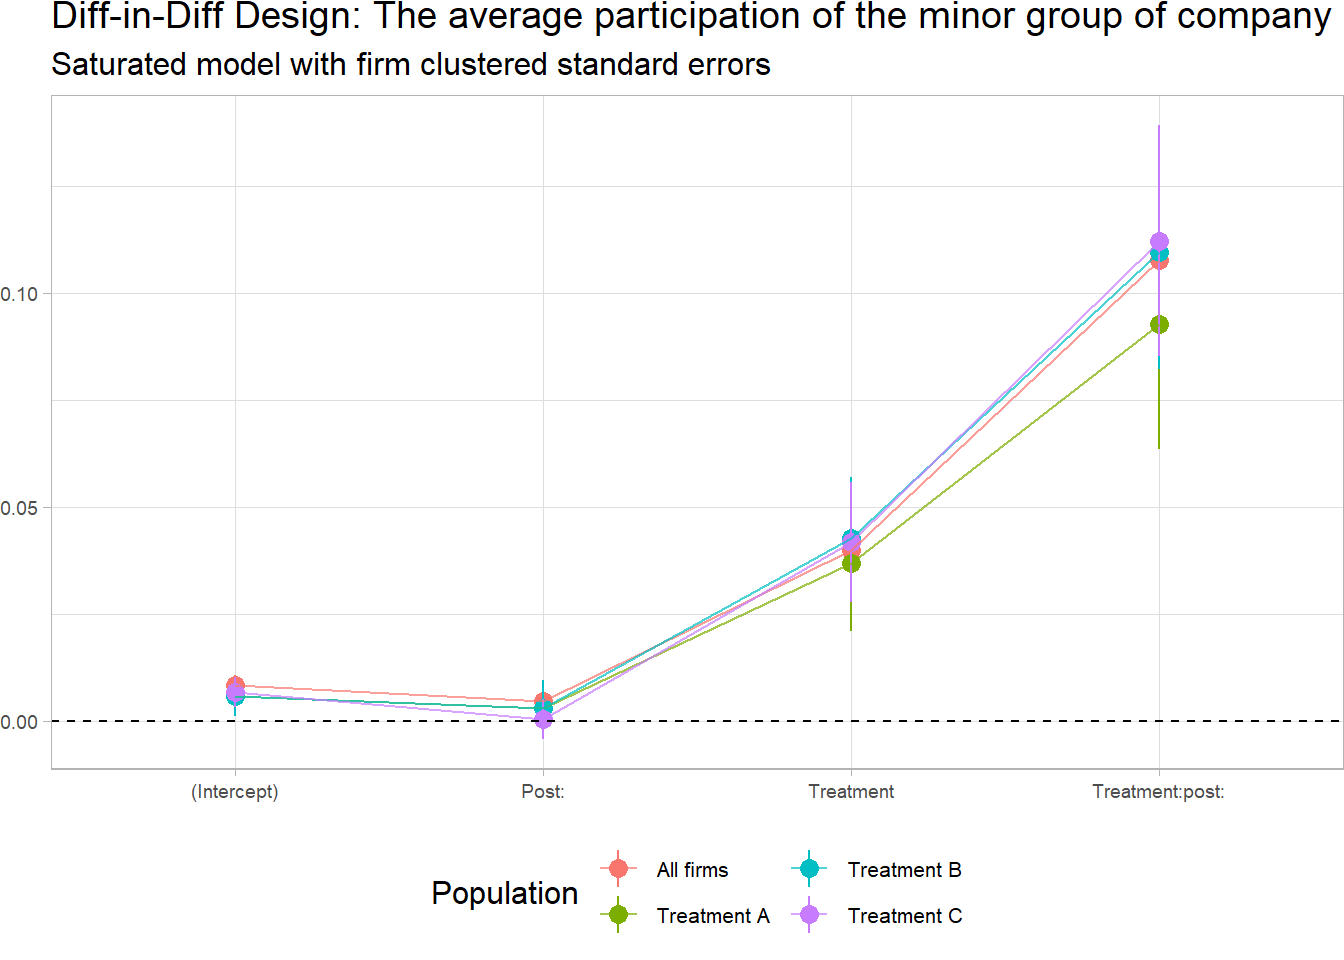 Diff-in-Diff Design: The average participation of the minor group of company
Saturated model with firm clustered standard errors
0.10
0.05
0.00
(Intercept) Post: Treatment Treatment:post:
Population
All firms Treatment B
Treatment A Treatment C